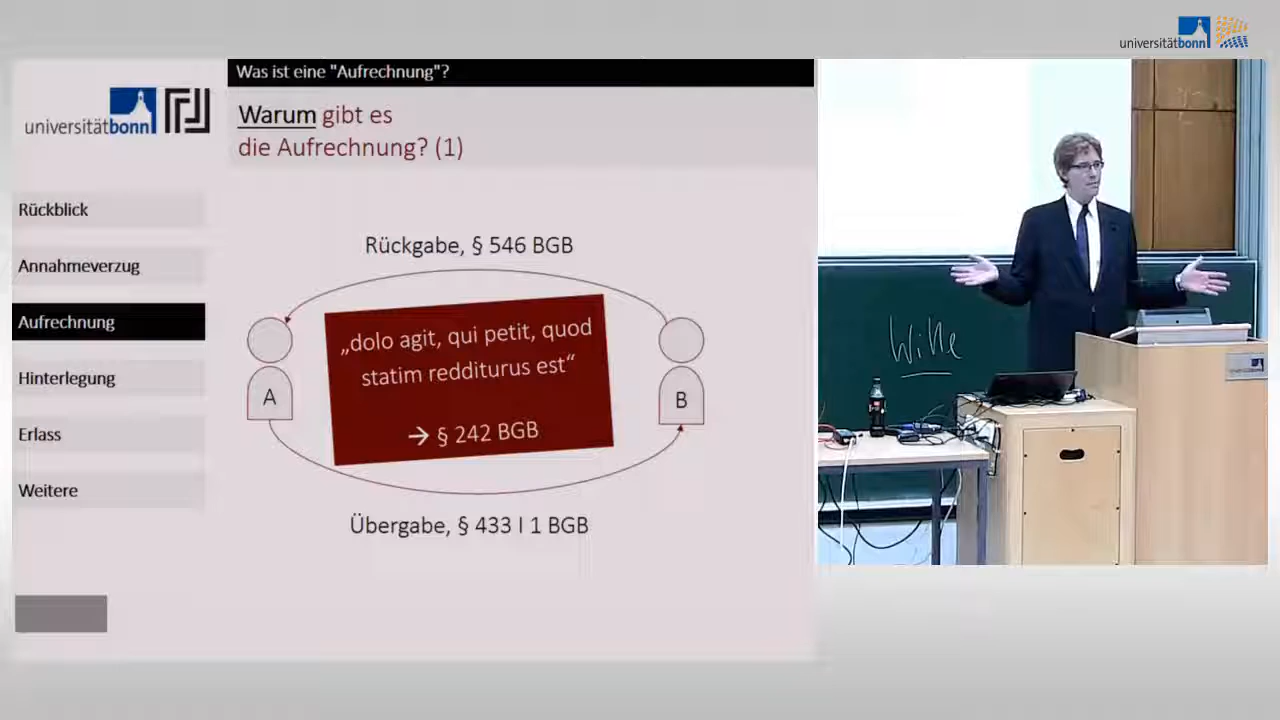 universitätbonn
Was ist eine "Aufrechnung"?
universitätbonn
Warum gibt es
die Aufrechnung? (1)
Rückblick
Annahmeverzug
Aufrechnung
Hinterlegung
Erlass
Weitere
Rückgabe, § 546 BGB
„dolo agit, qui petit, quod
statim redditurus est“
→ § 242 BGB
A
B
Übergabe, § 433 I 1 BGB
Wille